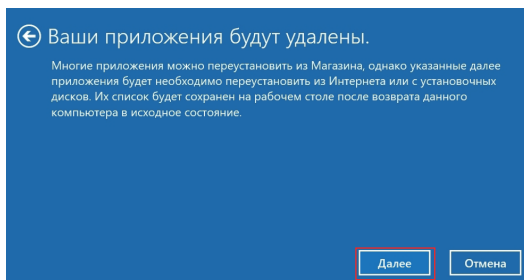 Ваши приложения будут удалены.
Многие приложения можно переустановить из Магазина, однако указанные далее
приложения будет необходимо переустановить из Интернета или с установочных
дисков. Их список будет сохранен на рабочем столе после возврата данного
компьютера в исходное состояние.
Далее
Отмена